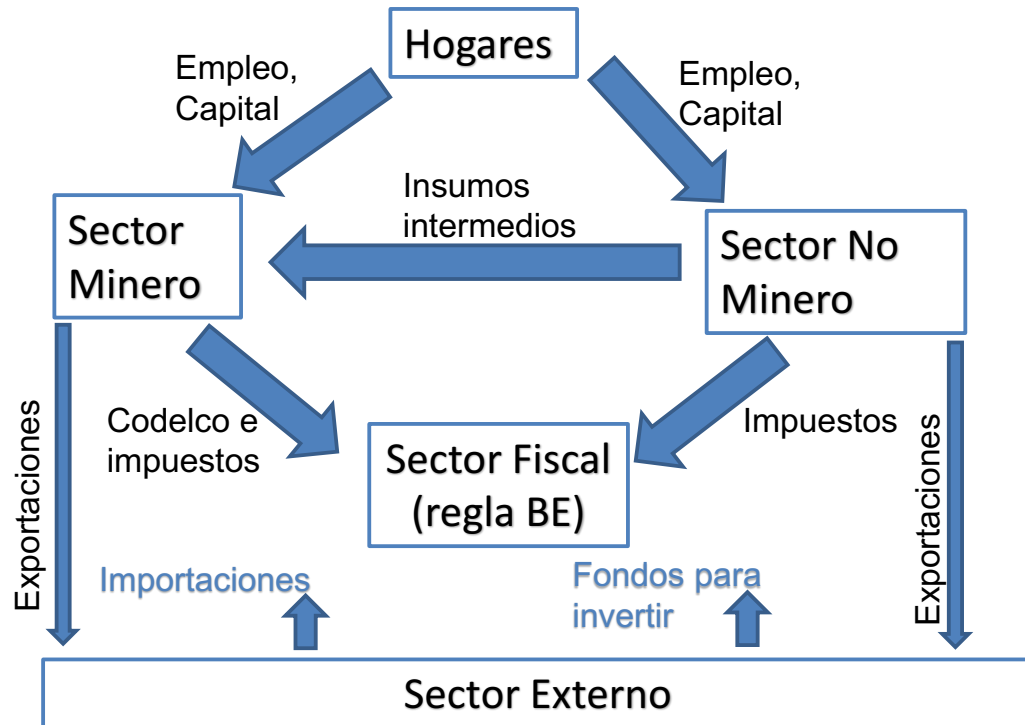 Hogares
Empleo,
Capital
Empleo,
Capital
Insumos
intermedios
Sector
Minero
Sector No
Minero
Codelco e
impuestos
Impuestos
Sector Fiscal
(regla BE)
Exportaciones
Exportaciones
Importaciones
Fondos para
invertir
Sector Externo